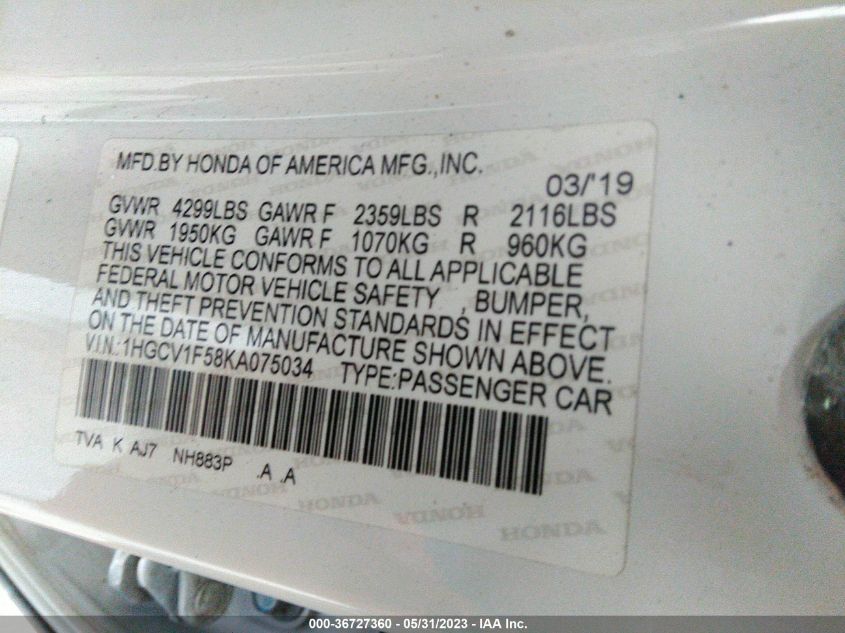 MFD.BY HONDA OF AMERICA MFG.,INC.
03/'19
GVWR 4299LBS GAWR F 2359LBS R 2116LBS
GVWR 1950KG GAWR F 1070KG R 960KG
THIS VEHICLE CONFORMS TO ALL APPLICABLE
FEDERAL MOTOR VEHICLE SAFETY , BUMPER,
AND THEFT PREVENTION STANDARDS IN EFFECT
ON THE DATE OF MANUFACTURE SHOWN ABOVE.
V.I.N.:1HGCV1F58KA075034 TYPE:PASSENGER CAR
TVA K AJ7 NH883P .A .A
HONDA HONDA HONDA
000-36727360 - 05/31/2023 - IAA Inc.